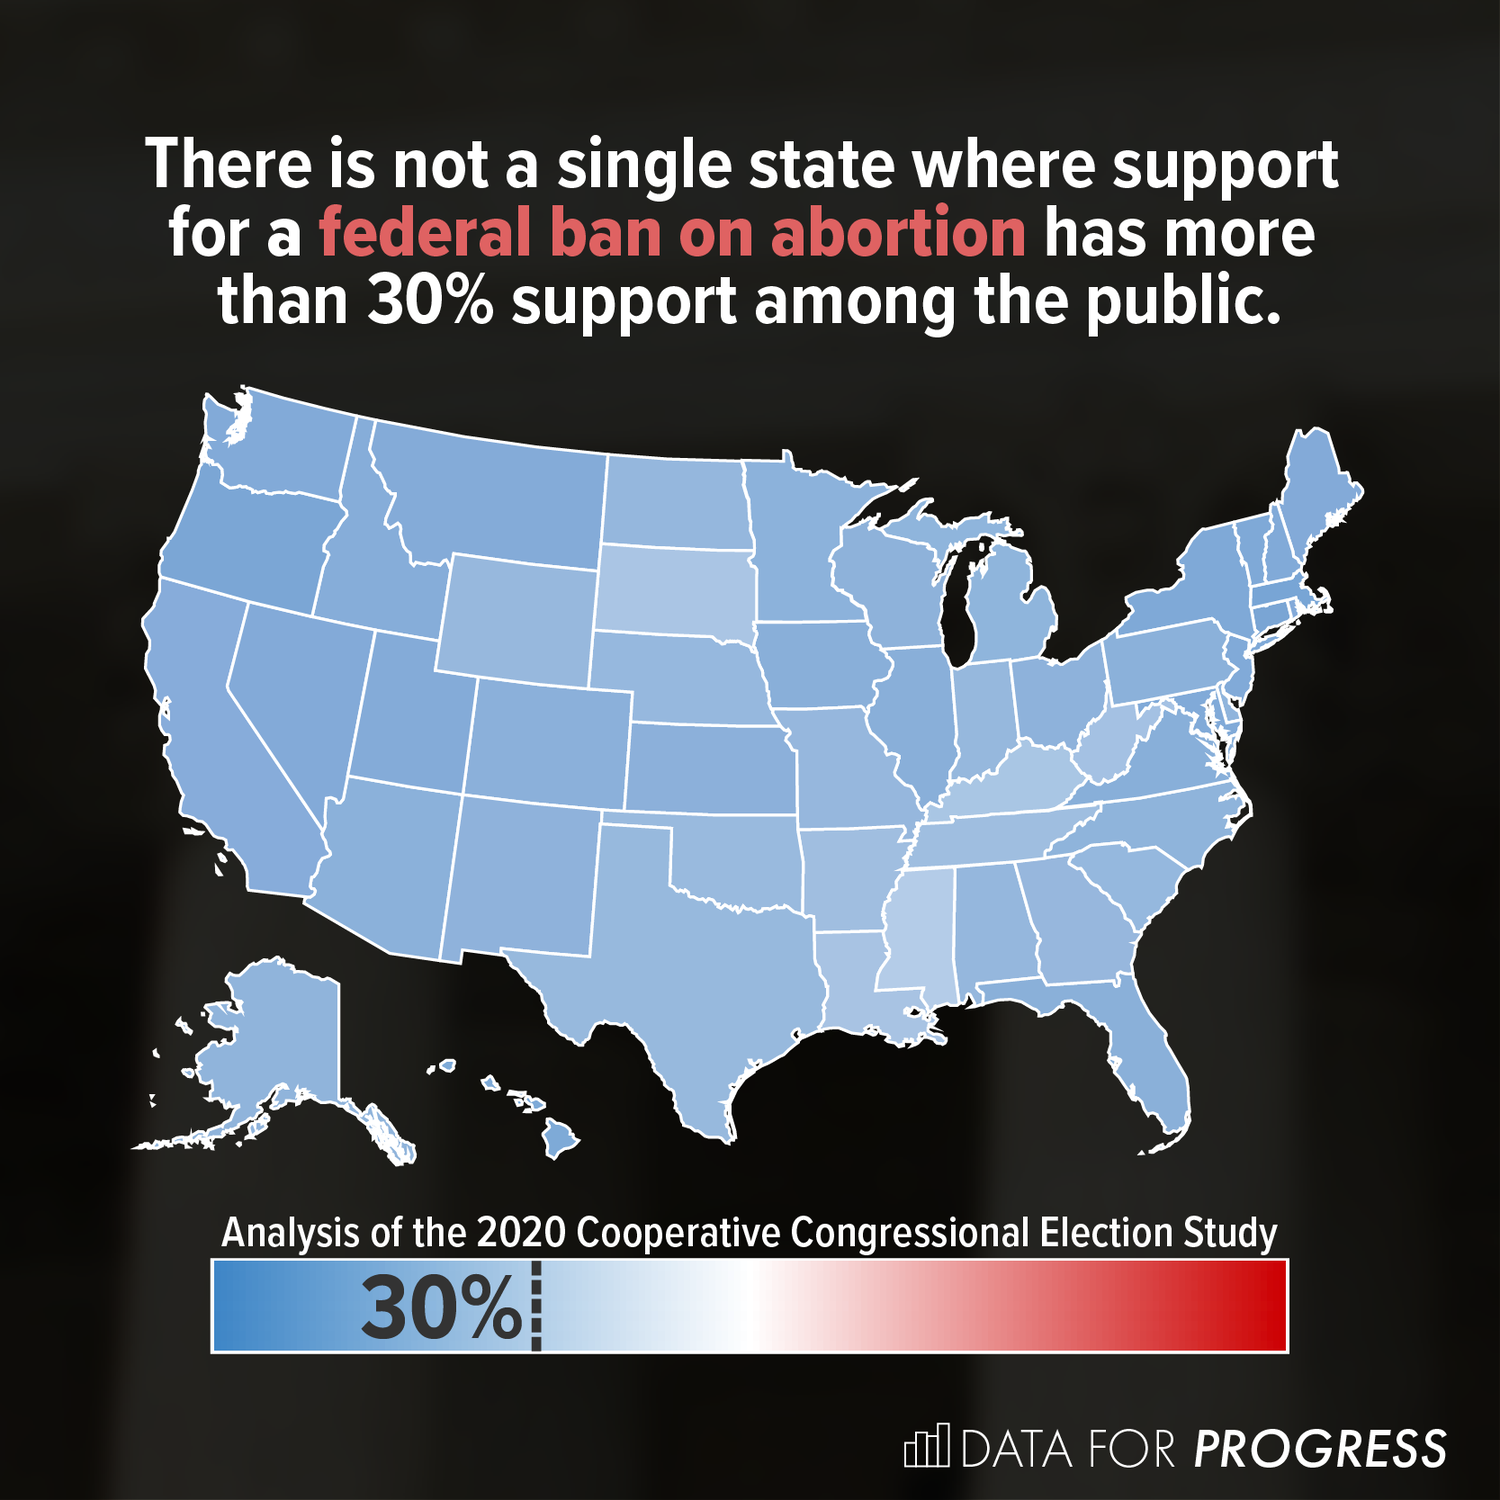 There is not a single state where support
for a federal ban on abortion has more
than 30% support among the public.
Analysis of the 2020 Cooperative Congressional Election Study
30%
DATA FOR PROGRESS